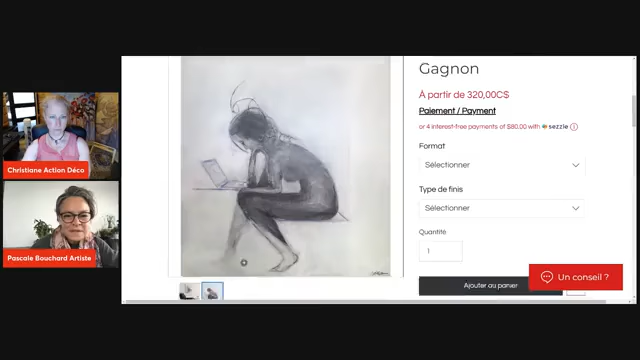 Gagnon
À partir de 320,00C$
Paiement / Payment
or 4 interest-free payments of $80.00 with sezzle
Format
Sélectionner
Type de finis
Sélectionner
Quantité
1
Ajouter au panier
Un conseil ?
Christiane Action Déco
Pascale Bouchard Artiste